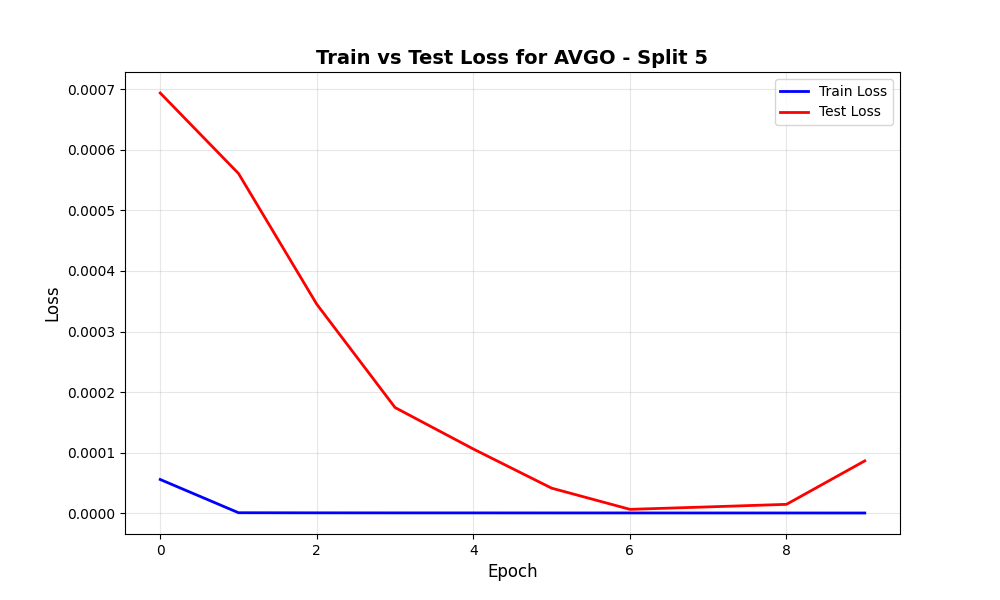 Train vs Test Loss for AVGO - Split 5
Train Loss
Test Loss
0.0007
0.0006
0.0005
0.0004
0.0003
0.0002
0.0001
0.0000
Loss
0 2 4 6 8
Epoch